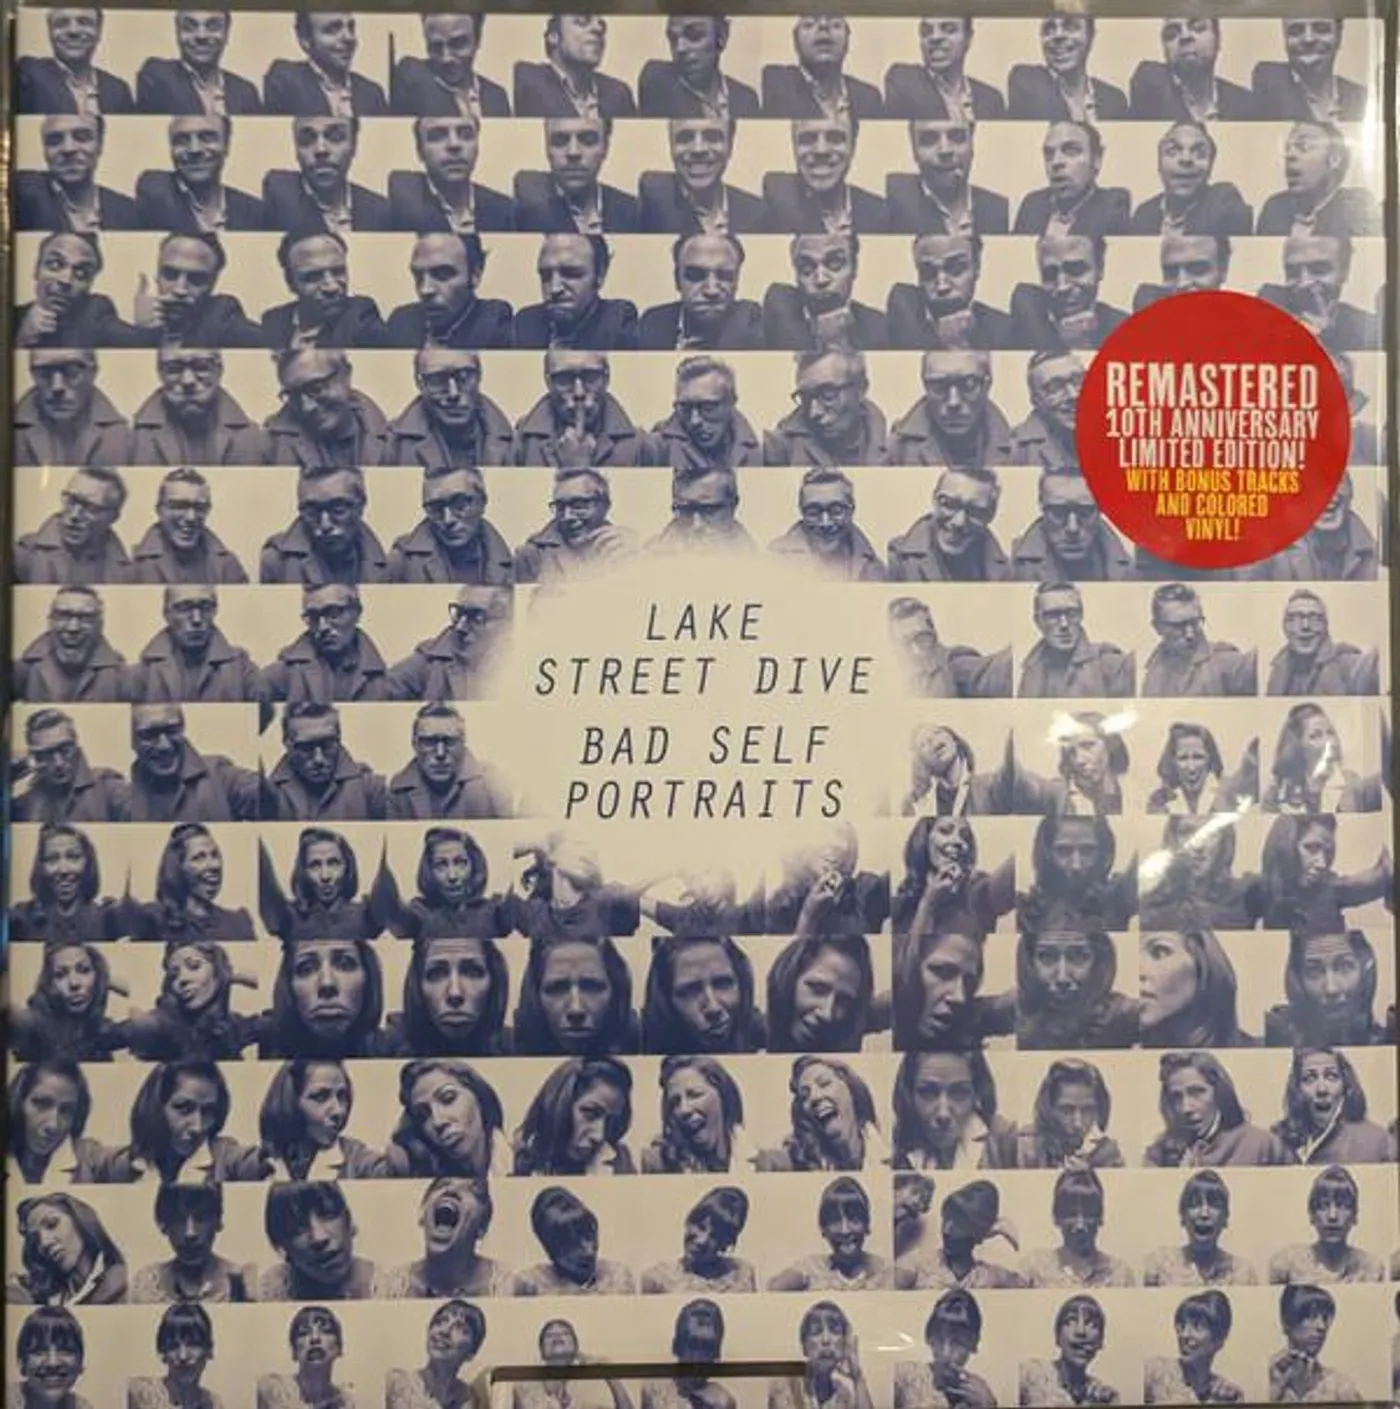 REMASTERED
10TH ANNIVERSARY
LIMITED EDITION!
WITH BONUS TRACKS
AND COLORED
VINYL!
LAKE
STREET DIVE
BAD SELF
PORTRAITS